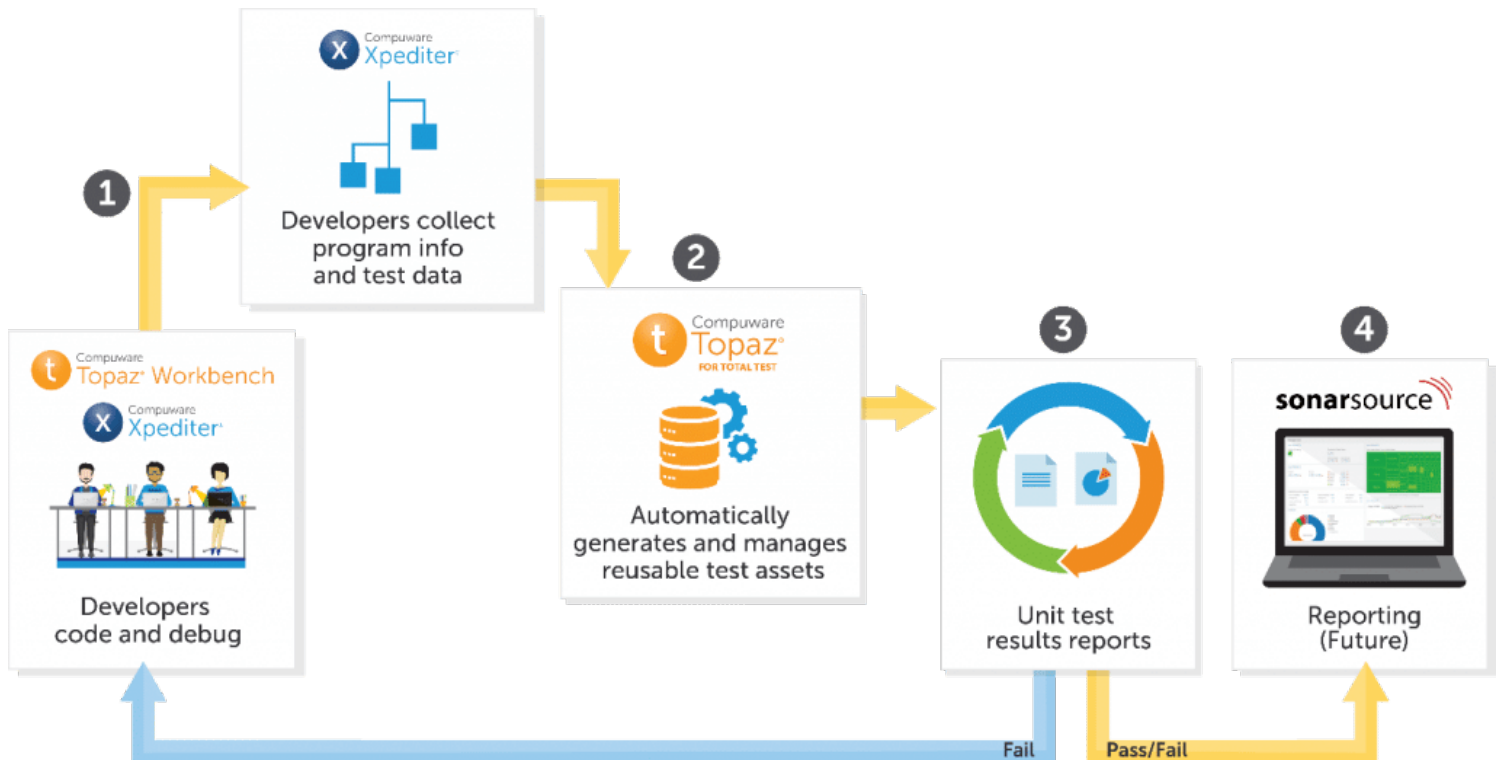 Compuware
Xpediter
Developers collect
program info
and test data
1
2
Compuware
Topaz®
FOR TOTAL TEST
Automatically
generates and manages
reusable test assets
Compuware
Topaz® Workbench
Compuware
Xpediter
Developers
code and debug
3
Unit test
results reports
4
sonarsource
Reporting
(Future)
Fail
Pass/Fail